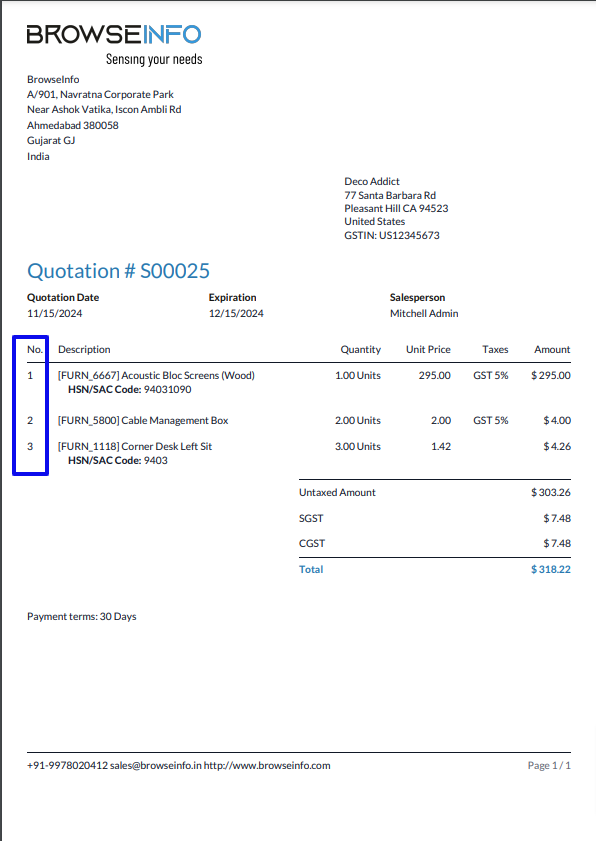 BROWSEINFO
Sensing your needs
BrowseInfo
A/901, Navratna Corporate Park
Near Ashok Vatika, Iscon Ambli Rd
Ahmedabad 380058
Gujarat GJ
India
Deco Addict
77 Santa Barbara Rd
Pleasant Hill CA 94523
United States
GSTIN: US12345673
Quotation # S00025
Quotation Date Expiration Salesperson
11/15/2024 12/15/2024 Mitchell Admin
No. Description Quantity Unit Price Taxes Amount
1 [FURN_6667] Acoustic Bloc Screens (Wood) 1.00 Units 295.00 GST 5% $ 295.00
HSN/SAC Code: 94031090
2 [FURN_5800] Cable Management Box 2.00 Units 2.00 GST 5% $ 4.00
3 [FURN_1118] Corner Desk Left Sit 3.00 Units 1.42 $ 4.26
HSN/SAC Code: 9403
Untaxed Amount $ 303.26
SGST $ 7.48
CGST $ 7.48
Total $ 318.22
Payment terms: 30 Days
+91-9978020412 sales@browseinfo.in http://www.browseinfo.com Page 1 / 1